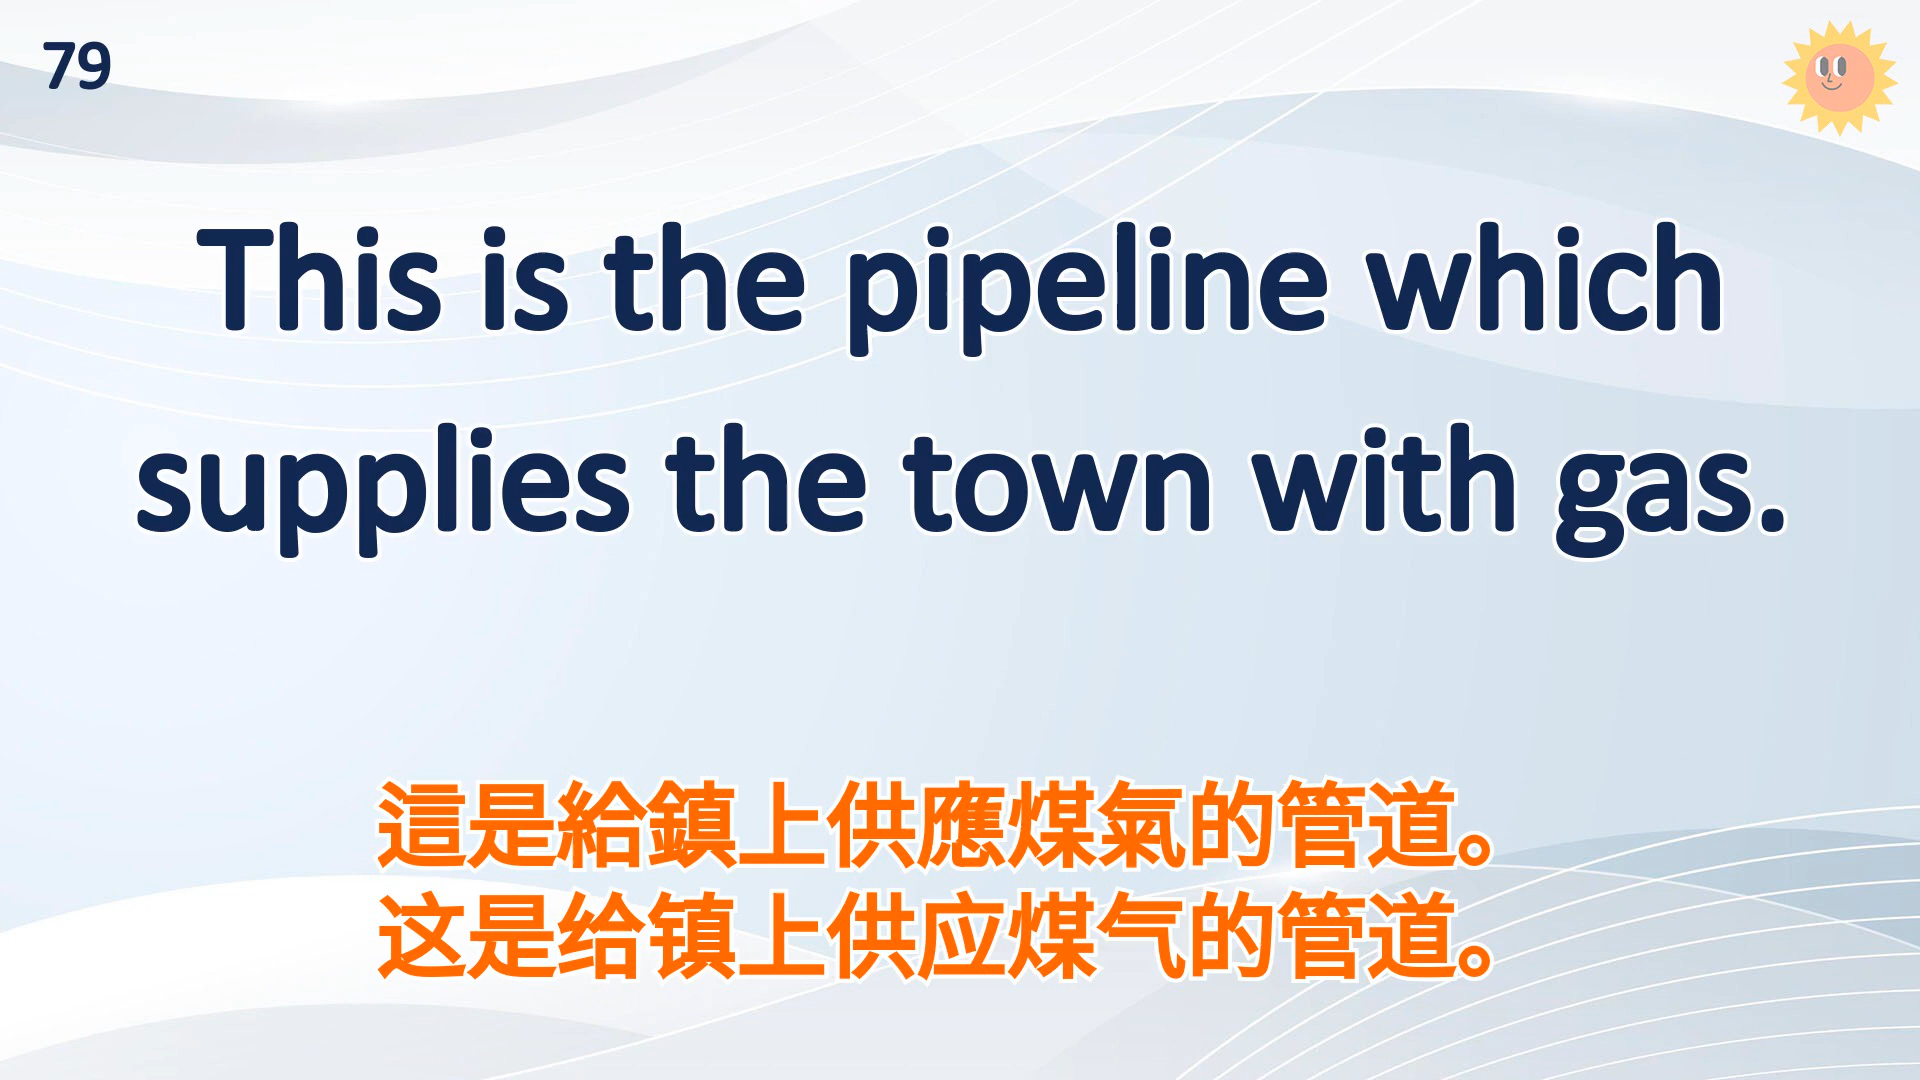 79
This is the pipeline which
supplies the town with gas.
這是給鎮上供應煤氣的管道。
这是给镇上供应煤气的管道。